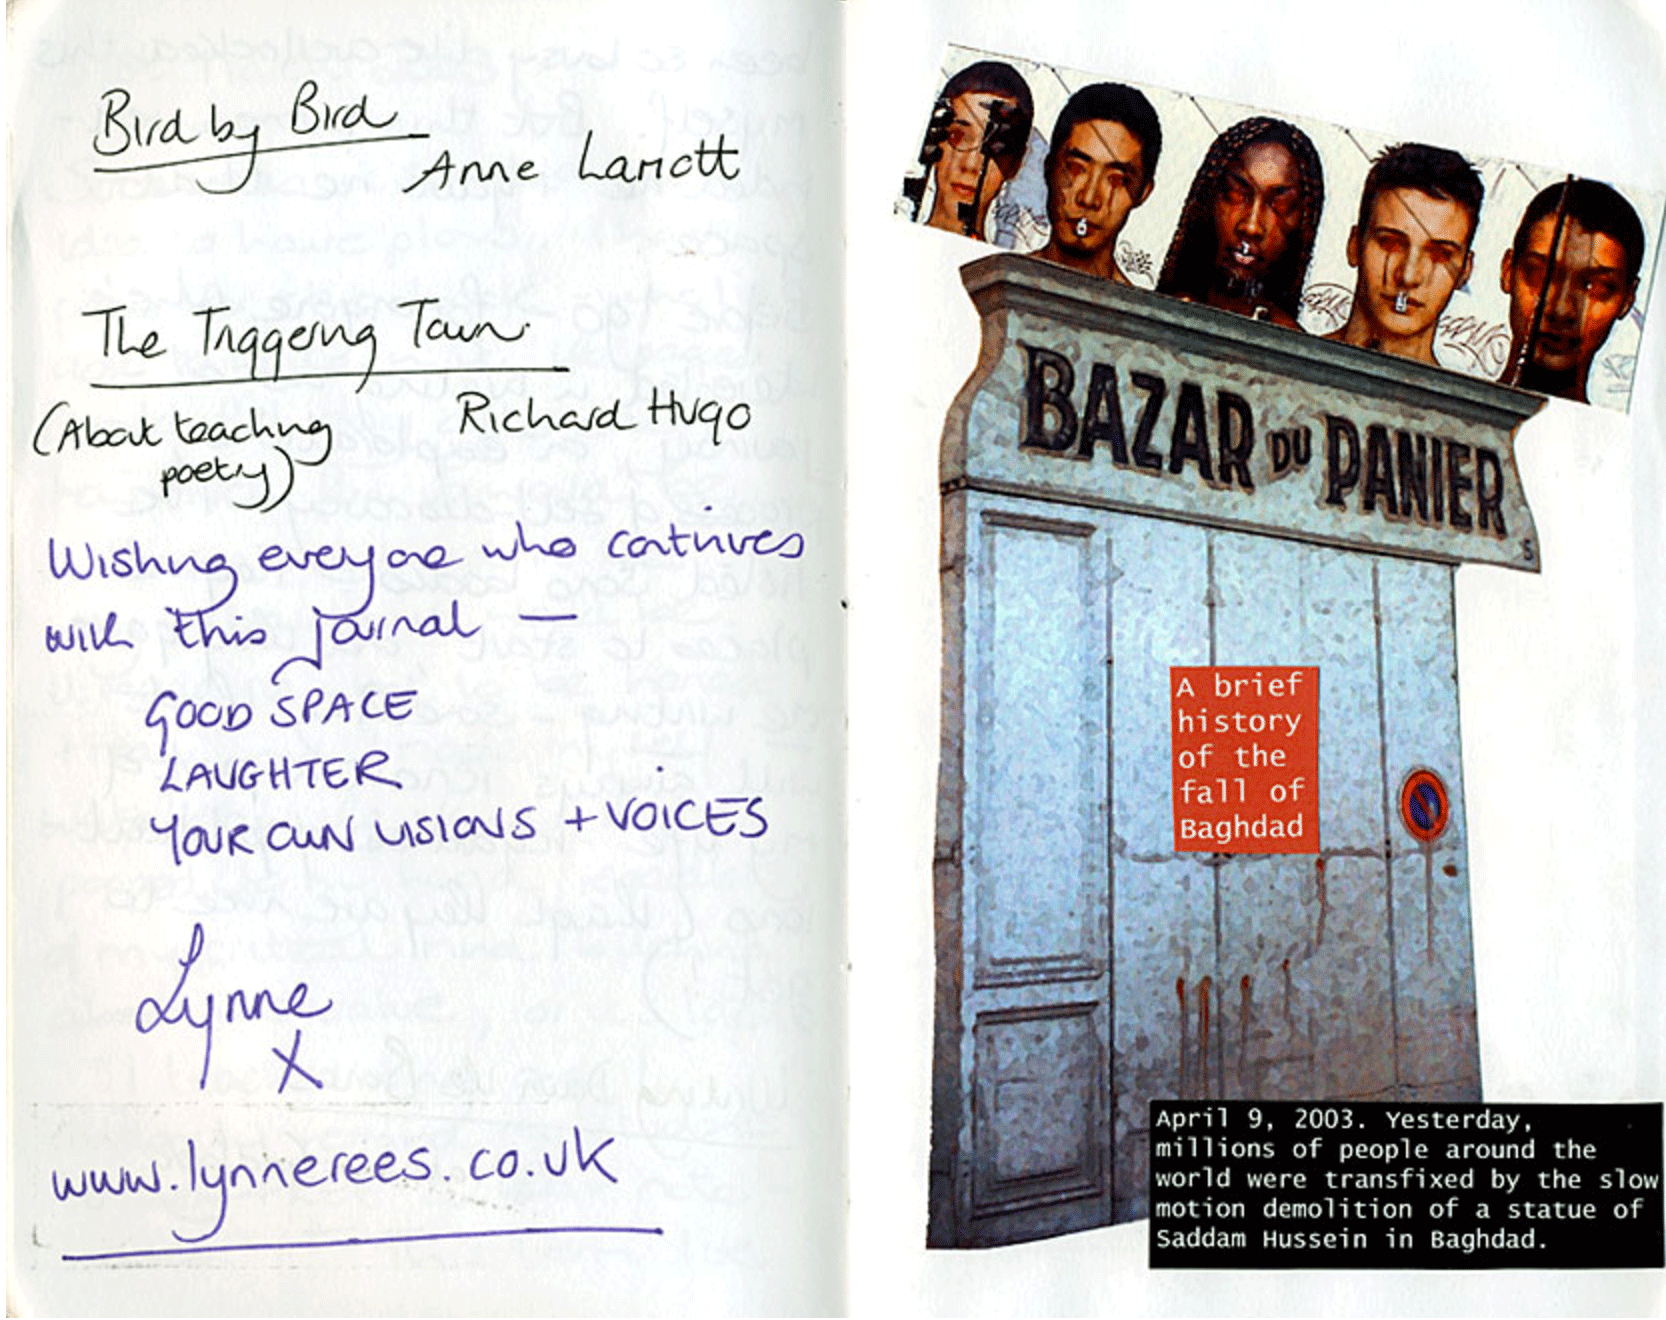 Bird by Bird
Anne Lamott
The Triggering Town.
(About teaching
poetry)
Richard Hugo
Wishing everyone who continues
with this journal —
GOOD SPACE
LAUGHTER
YOUR OWN VISIONS + VOICES
Lynne
X
www.lynnerees.co.uk
BAZAR DU PANIER
A brief
history
of the
fall of
Baghdad
April 9, 2003. Yesterday,
millions of people around the
world were transfixed by the slow
motion demolition of a statue of
Saddam Hussein in Baghdad.